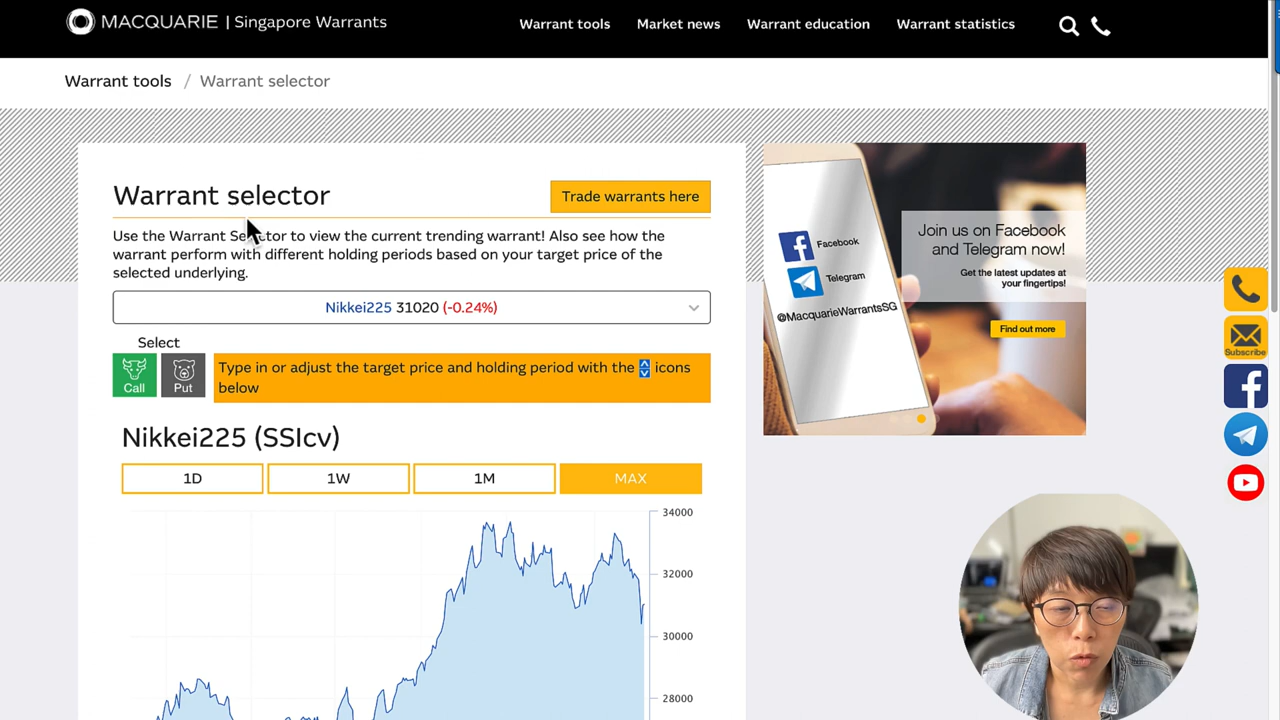 MACQUARIE | Singapore Warrants
Warrant tools
Market news
Warrant education
Warrant statistics
Warrant tools / Warrant selector
Warrant selector
Trade warrants here
Use the Warrant Selector to view the current trending warrant! Also see how the
warrant perform with different holding periods based on your target price of the
selected underlying.
Nikkei225 31020 (-0.24%)
Select
Call
Put
Type in or adjust the target price and holding period with the icons
below
Nikkei225 (SSIcv)
1D
1W
1M
MAX
34000
32000
30000
28000
Facebook
Telegram
@MacquarieWarrantsSG
Join us on Facebook
and Telegram now!
Get the latest updates at
your fingertips!
Find out more
Subscribe